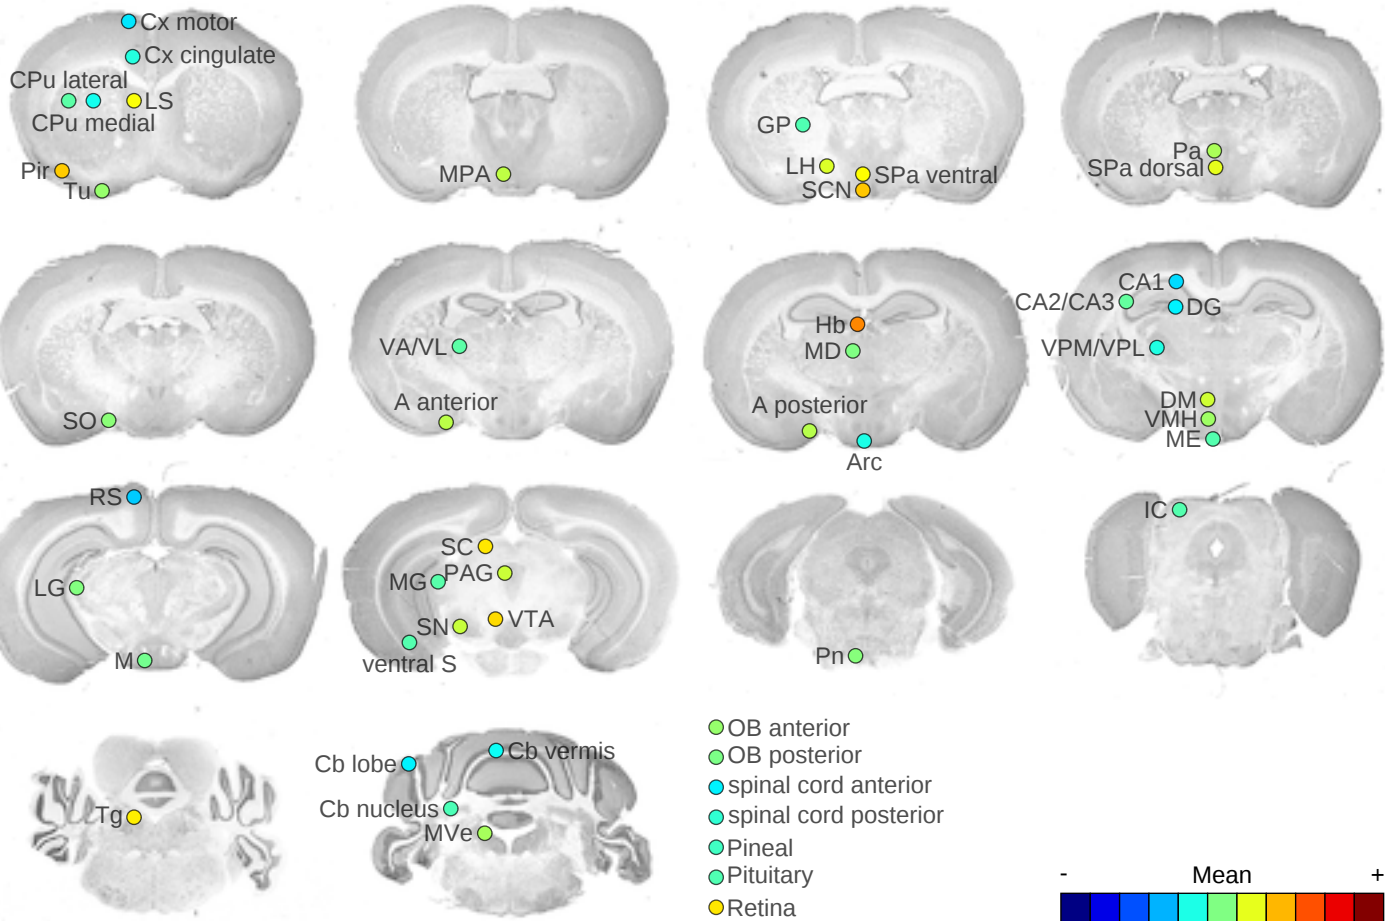 Cx motor
Cx cingulate
CPu lateral
LS
CPu medial
Pir
Tu
MPA
GP
LH
SPa ventral
SCN
Pa
SPa dorsal
SO
VA/VL
A anterior
Hb
MD
A posterior
Arc
CA1
CA2/CA3
DG
VPM/VPL
DM
VMH
ME
RS
LG
M
SC
PAG
MG
VTA
SN
ventral S
Pn
IC
Tg
Cb lobe
Cb vermis
Cb nucleus
MVe
OB anterior
OB posterior
spinal cord anterior
spinal cord posterior
Pineal
Pituitary
Retina
- Mean +